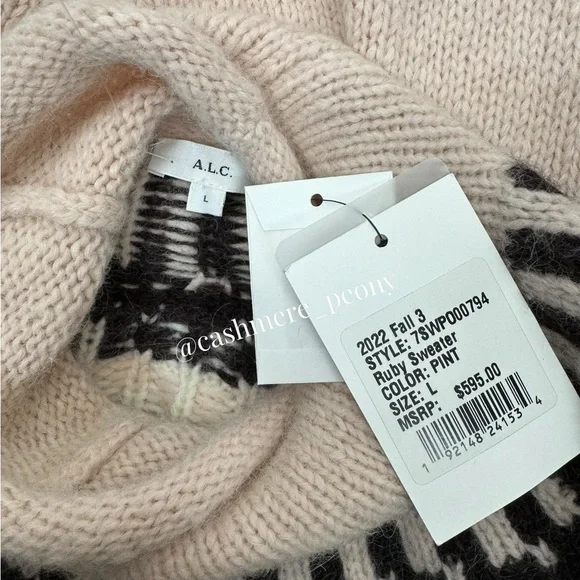 A.L.C.
L
@cashmere_peony
2022 Fall 3
STYLE: 7SWPO00794
Ruby Sweater
COLOR: PINT
SIZE: L
MSRP: $595.00
1 92148 24153 4